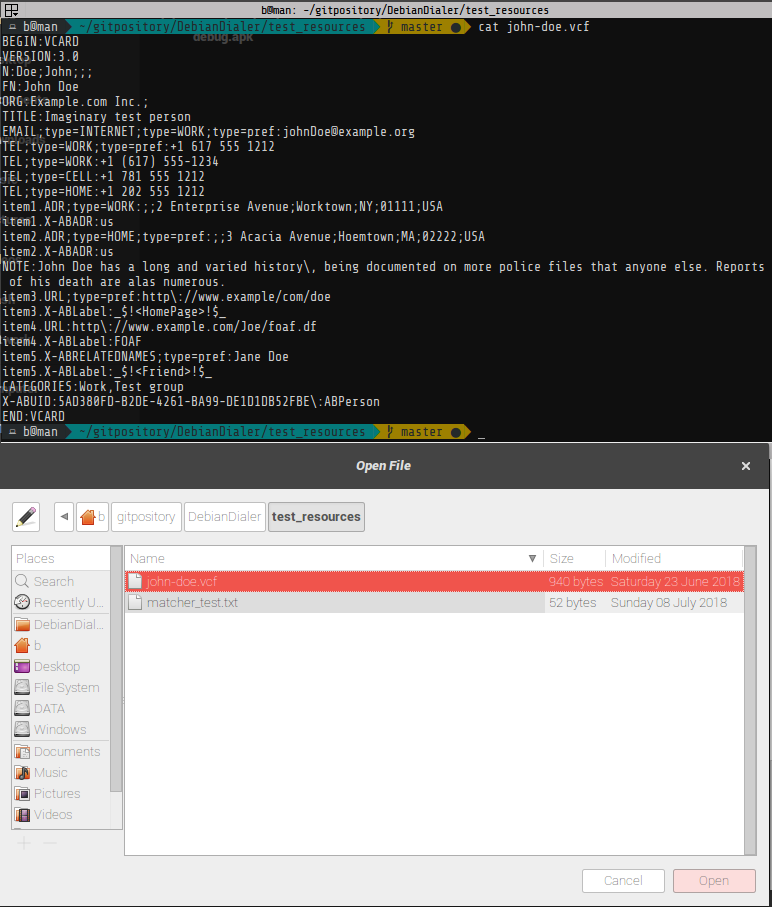 b@man: ~/gitpository/DebianDialer/test_resources
b@man ~/gitpository/DebianDialer/test_resources master ● cat john-doe.vcf
debug.apk
BEGIN:VCARD
VERSION:3.0
N:Doe;John;;;
FN:John Doe
ORG:Example.com Inc.;
TITLE:Imaginary test person
EMAIL;type=INTERNET;type=WORK;type=pref:johnDoe@example.org
TEL;type=WORK;type=pref:+1 617 555 1212
TEL;type=WORK:+1 (617) 555-1234
TEL;type=CELL:+1 781 555 1212
TEL;type=HOME:+1 202 555 1212
item1.ADR;type=WORK:;;2 Enterprise Avenue;Worktown;NY;01111;USA
item1.X-ABADR:us
item2.ADR;type=HOME;type=pref:;;3 Acacia Avenue;Hoemtown;MA;02222;USA
item2.X-ABADR:us
NOTE:John Doe has a long and varied history\, being documented on more police files that anyone else. Reports
of his death are alas numerous.
item3.URL;type=pref:http\://www.example/com/doe
item3.X-ABLabel:_$!<HomePage>!$_
item4.URL:http\://www.example.com/Joe/foaf.df
item4.X-ABLabel:FOAF
item5.X-ABRELATEDNAMES;type=pref:Jane Doe
item5.X-ABLabel:_$!<Friend>!$_
CATEGORIES:Work,Test group
X-ABUID:5AD380FD-B2DE-4261-BA99-DE1D1DB52FBE\:ABPerson
END:VCARD
b@man ~/gitpository/DebianDialer/test_resources master ● _
Open File
b gitpository DebianDialer test_resources
Places
Name Size Modified
Search
john-doe.vcf 940 bytes Saturday 23 June 2018
Recently U...
matcher_test.txt 52 bytes Sunday 08 July 2018
DebianDial...
b
Desktop
File System
DATA
Windows
Documents
Music
Pictures
Videos
Cancel Open